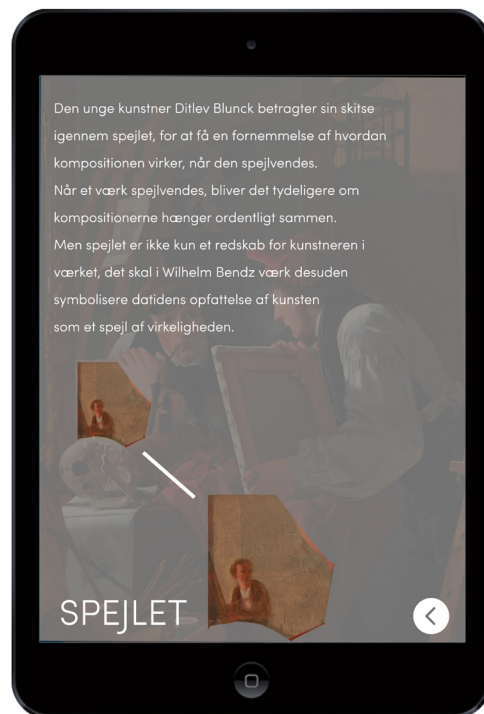 Den unge kunstner Ditlev Blunck betragter sin skitse
igennem spejlet, for at få en fornemmelse af hvordan
kompositionen virker, når den spejlvendes.
Når et værk spejlvendes, bliver det tydeligere om
kompositionerne hænger ordentligt sammen.
Men spejlet er ikke kun et redskab for kunstneren i
værket, det skal i Wilhelm Bendz værk desuden
symbolisere datidens opfattelse af kunsten
som et spejl af virkeligheden.
SPEJLET